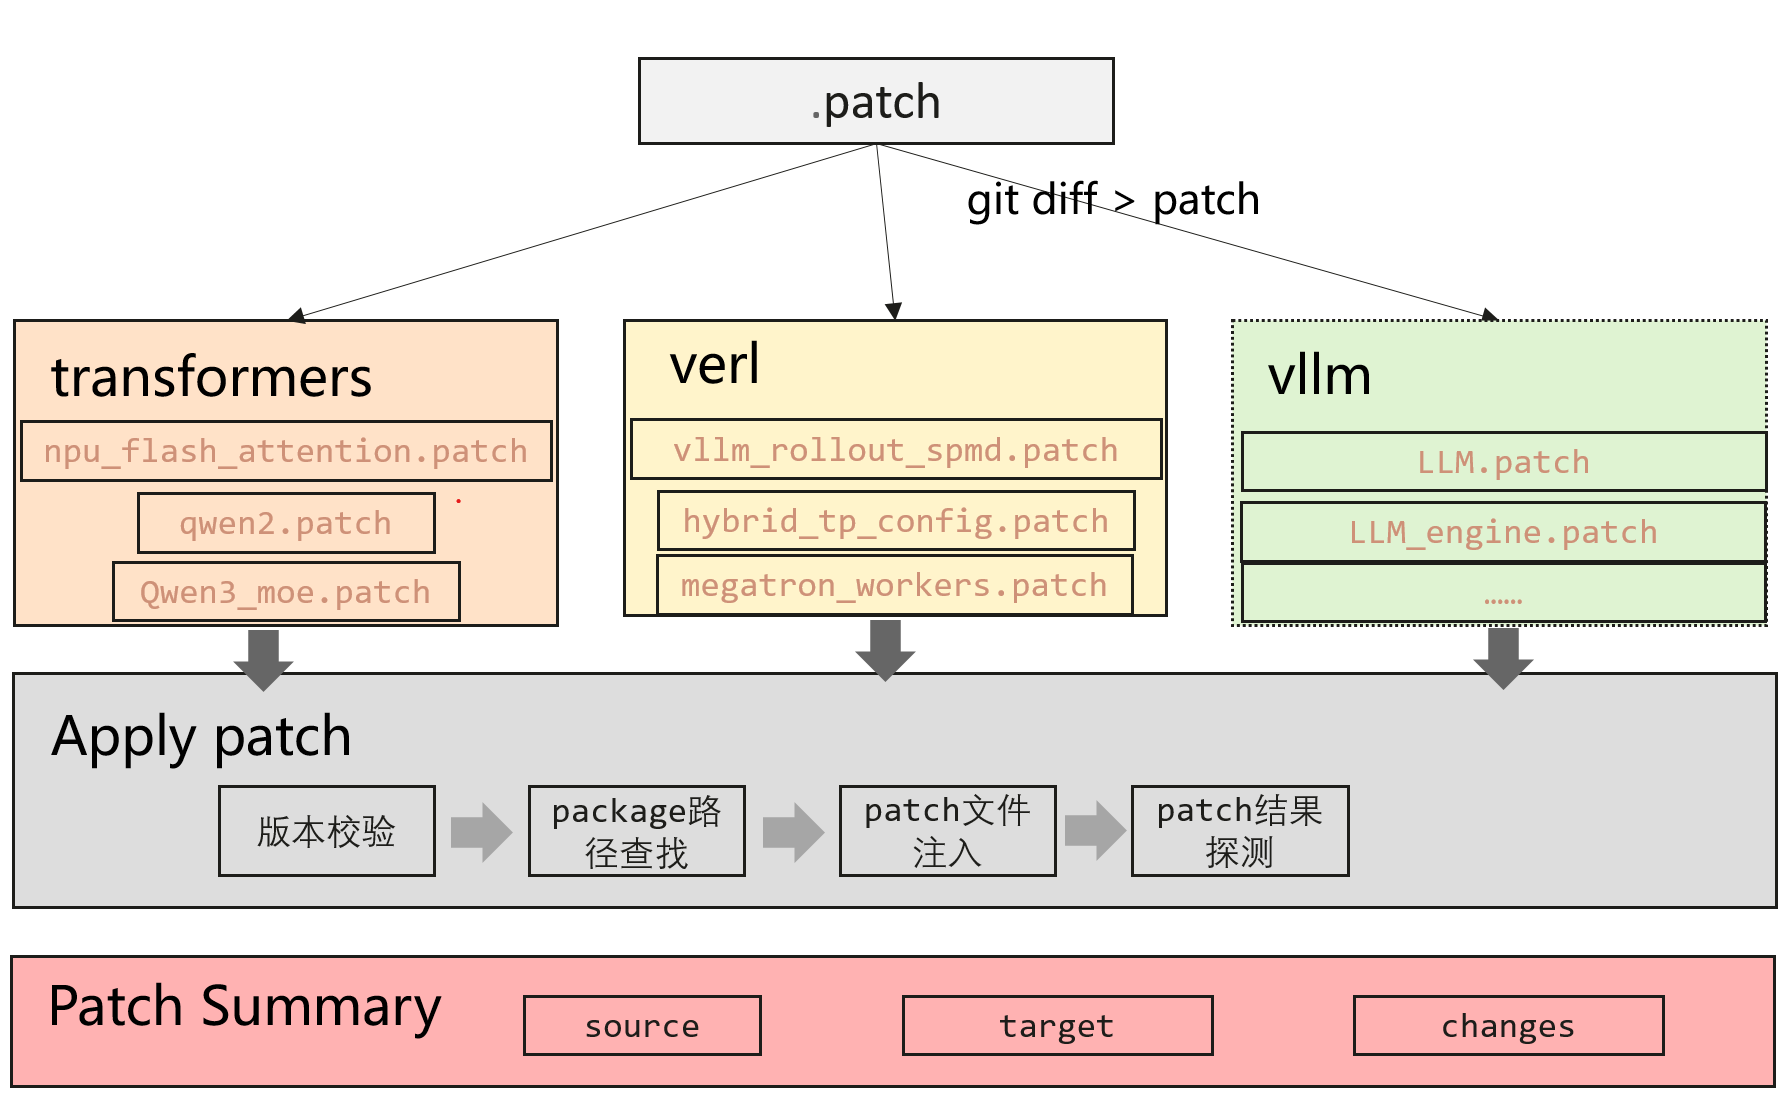 .patch
git diff > patch
transformers
npu_flash_attention.patch
qwen2.patch
Qwen3_moe.patch
verl
vllm_rollout_spmd.patch
hybrid_tp_config.patch
megatron_workers.patch
vllm
LLM.patch
LLM_engine.patch
……
Apply patch
版本校验
package路
径查找
patch文件
注入
patch结果
探测
Patch Summary
source
target
changes